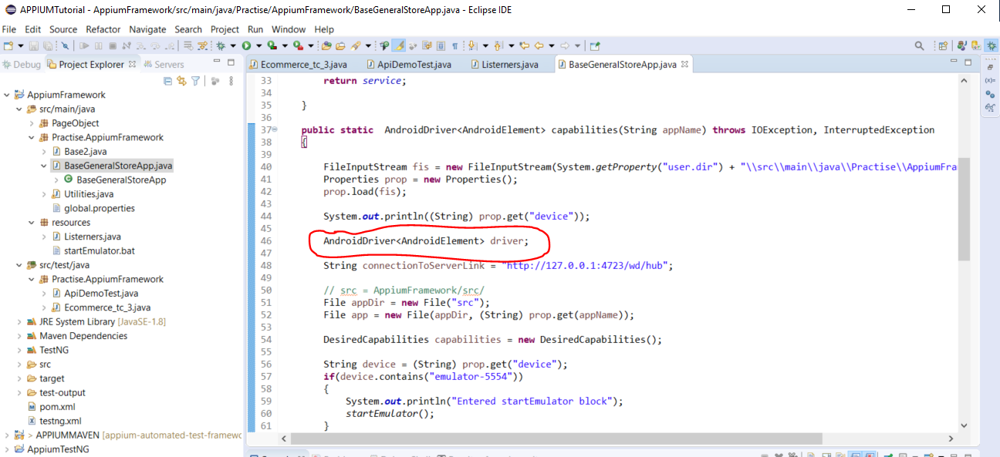 APPIUMTutorial - AppiumFramework/src/main/java/Practise/AppiumFramework/BaseGeneralStoreApp.java - Eclipse IDE
File Edit Source Refactor Navigate Search Project Run Window Help
Debug Project Explorer Servers
AppiumFramework
src/main/java
PageObject
Practise.AppiumFramework
Base2.java
BaseGeneralStoreApp.java
BaseGeneralStoreApp
Utilities.java
global.properties
resources
Listerners.java
startEmulator.bat
src/test/java
Practise.AppiumFramework
ApiDemoTest.java
Ecommerce_tc_3.java
JRE System Library [JavaSE-1.8]
Maven Dependencies
TestNG
src
target
test-output
pom.xml
testng.xml
> APPIUMMAVEN [appium-automated-test-framewo
AppiumTestNG
Ecommerce_tc_3.java ApiDemoTest.java Listerners.java BaseGeneralStoreApp.java
33 return service;
34
35 }
36
37 public static AndroidDriver<AndroidElement> capabilities(String appName) throws IOException, InterruptedException
38 {
39
40 FileInputStream fis = new FileInputStream(System.getProperty("user.dir") + "\\src\\main\\java\\Practise\\AppiumFra
41 Properties prop = new Properties();
42 prop.load(fis);
43
44 System.out.println((String) prop.get("device"));
45
46 AndroidDriver<AndroidElement> driver;
47
48 String connectionToServerLink = "http://127.0.0.1:4723/wd/hub";
49
50 // src = AppiumFramework/src/
51 File appDir = new File("src");
52 File app = new File(appDir, (String) prop.get(appName));
53
54 DesiredCapabilities capabilities = new DesiredCapabilities();
55
56 String device = (String) prop.get("device");
57 if(device.contains("emulator-5554"))
58 {
59 System.out.println("Entered startEmulator block");
60 startEmulator();
61 }